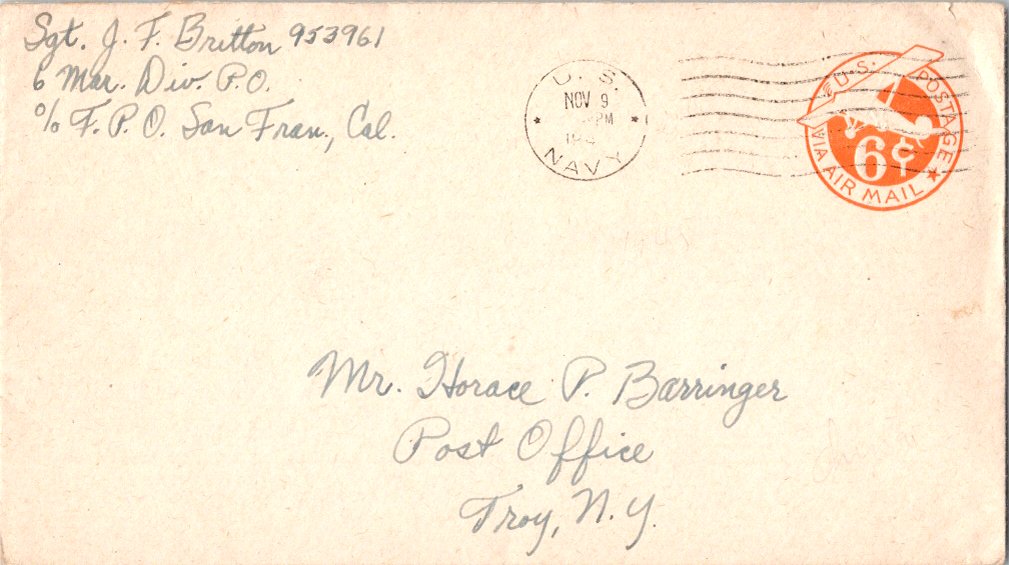 Sgt. J. F. Britton 953961
6 Mar. Div. P.O.
c/o F. P. O. San Fran., Cal.
U. S.
NOV 9
PM
NAVY
U.S. POSTAGE
6¢
VIA AIR MAIL
Mr. Horace P. Barringer
Post Office
Troy, N. Y.